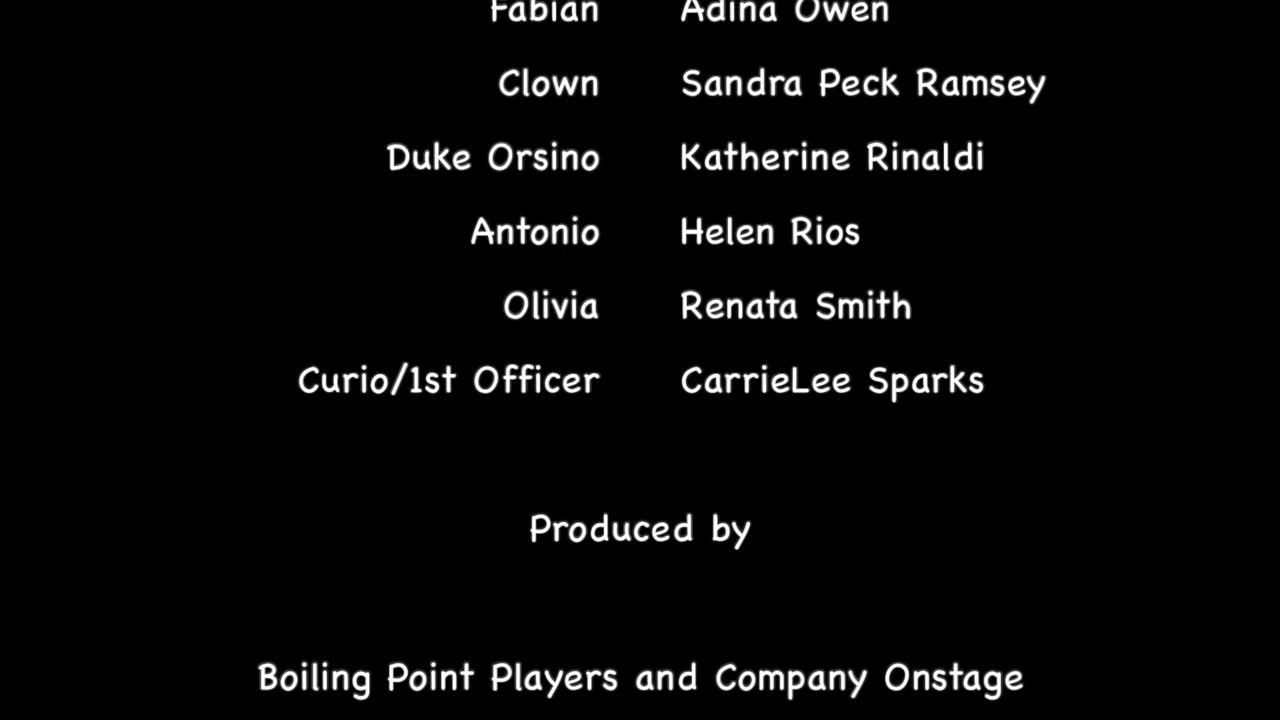 Fabian Adina Owen
Clown Sandra Peck Ramsey
Duke Orsino Katherine Rinaldi
Antonio Helen Rios
Olivia Renata Smith
Curio/1st Officer CarrieLee Sparks
Produced by
Boiling Point Players and Company Onstage